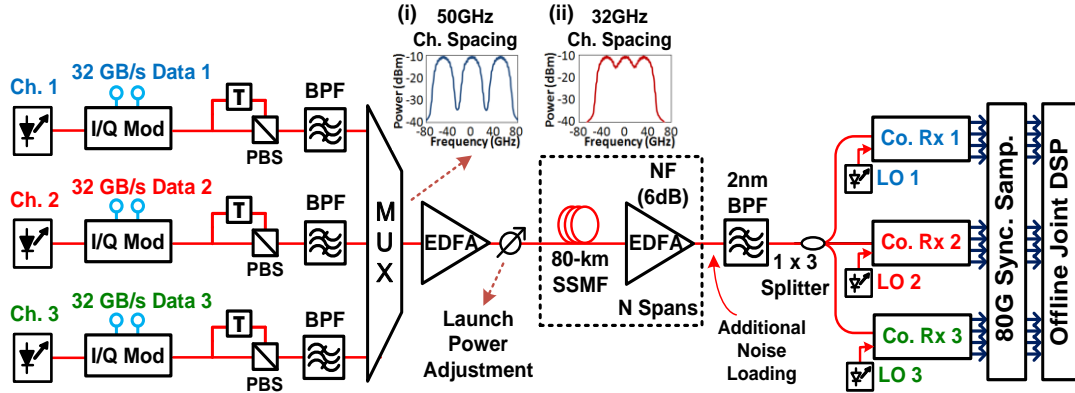 (i)
50GHz
Ch. Spacing
(ii)
32GHz
Ch. Spacing
Power (dBm)
-10
-20
-30
-40
-80 -40 0 40 80
Frequency (GHz)
Power (dBm)
-10
-20
-30
-40
-80 -40 0 40 80
Frequency (GHz)
Ch. 1
32 GB/s Data 1
I/Q Mod
T
PBS
BPF
Ch. 2
32 GB/s Data 2
I/Q Mod
T
PBS
BPF
Ch. 3
32 GB/s Data 3
I/Q Mod
T
PBS
BPF
MUX
EDFA
Launch
Power
Adjustment
80-km
SSMF
NF
(6dB)
EDFA
N Spans
Additional
Noise
Loading
2nm
BPF
1 x 3
Splitter
Co. Rx 1
LO 1
Co. Rx 2
LO 2
Co. Rx 3
LO 3
80G Sync. Samp.
Offline Joint DSP